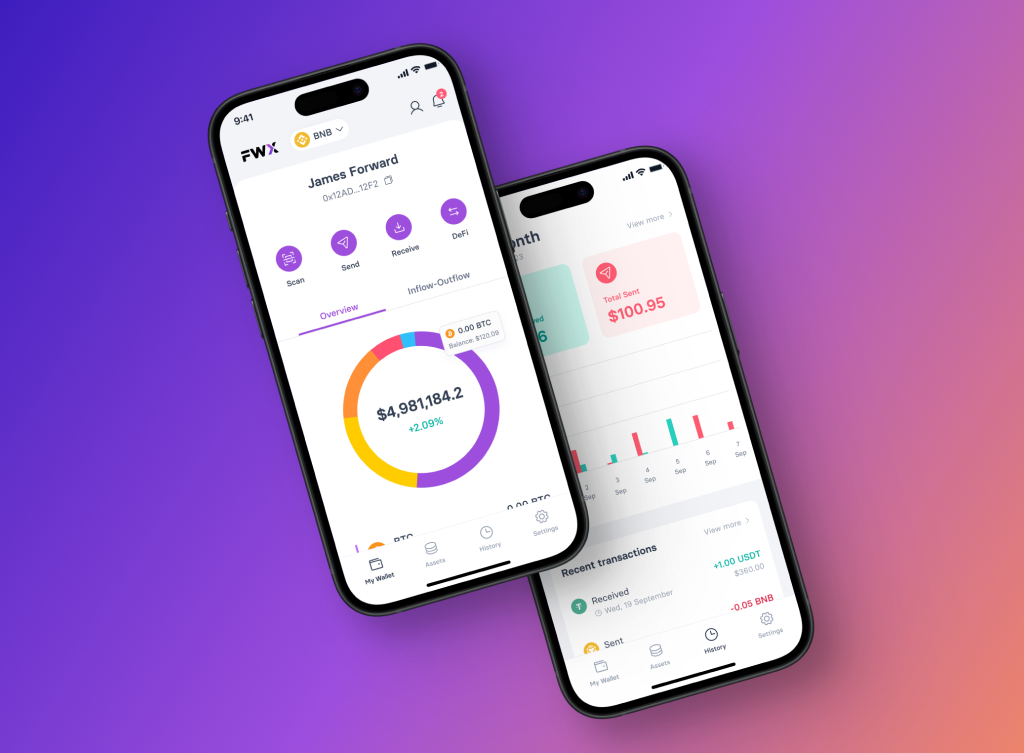 9:41
FWX
BNB
2
James Forward
0x12AD...12F2
Scan
Send
Receive
DeFi
Overview
Inflow-Outflow
0.00 BTC
Balance: $120.09
$4,981,184.2
+2.09%
BTC
0.00 BTC
My Wallet
Assets
History
Settings
View more
Total Sent
$100.95
2 Sep
3 Sep
4 Sep
5 Sep
6 Sep
7 Sep
Recent transactions
View more
Received
+1.00 USDT
Wed, 19 September
$360.00
Sent
-0.05 BNB
My Wallet
Assets
History
Settings